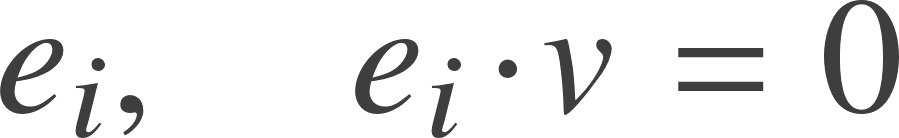 eᵢ, eᵢ·v = 0